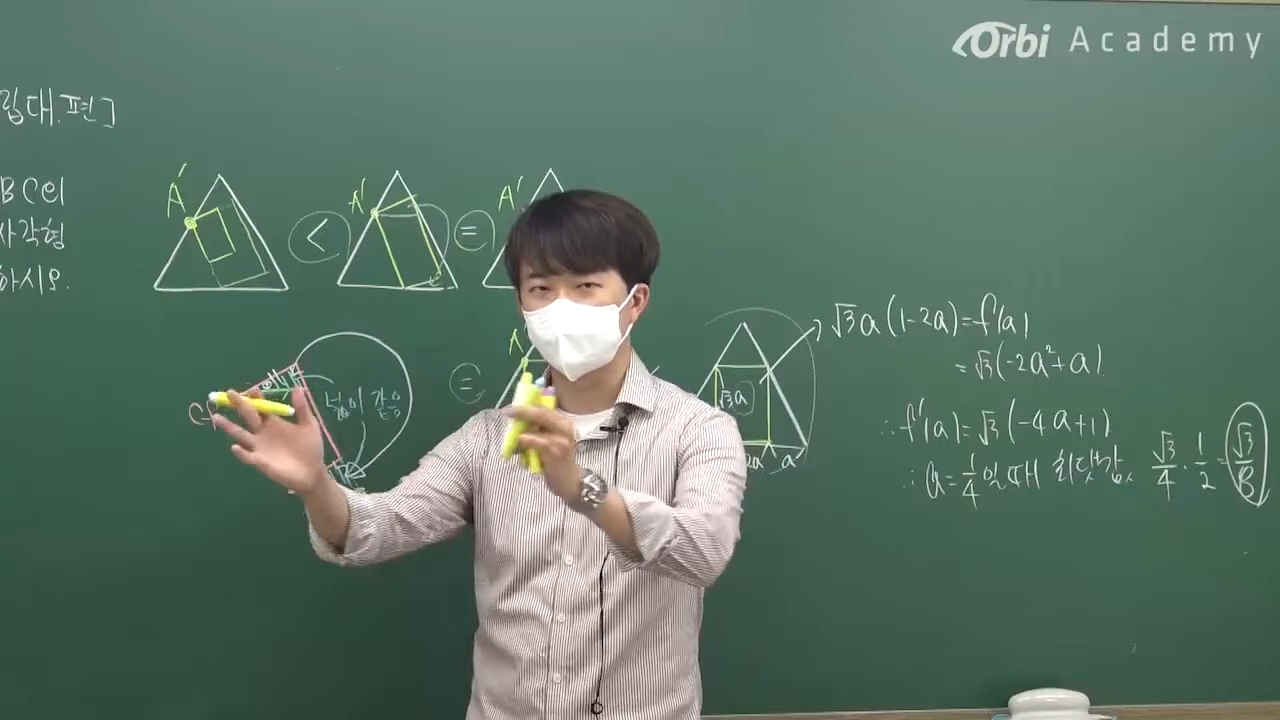 Orbi Academy
림대.편]
BC의
사각형
하시오.
A' < A' = A'
= A
넓이 같음
√3a
2a a
√3a(1-2a)=f(a)
=√3(-2a²+a)
∴f'(a)=√3(-4a+1)
∴a=1/4일때 최댓값 √3/4·1/2=√3/8